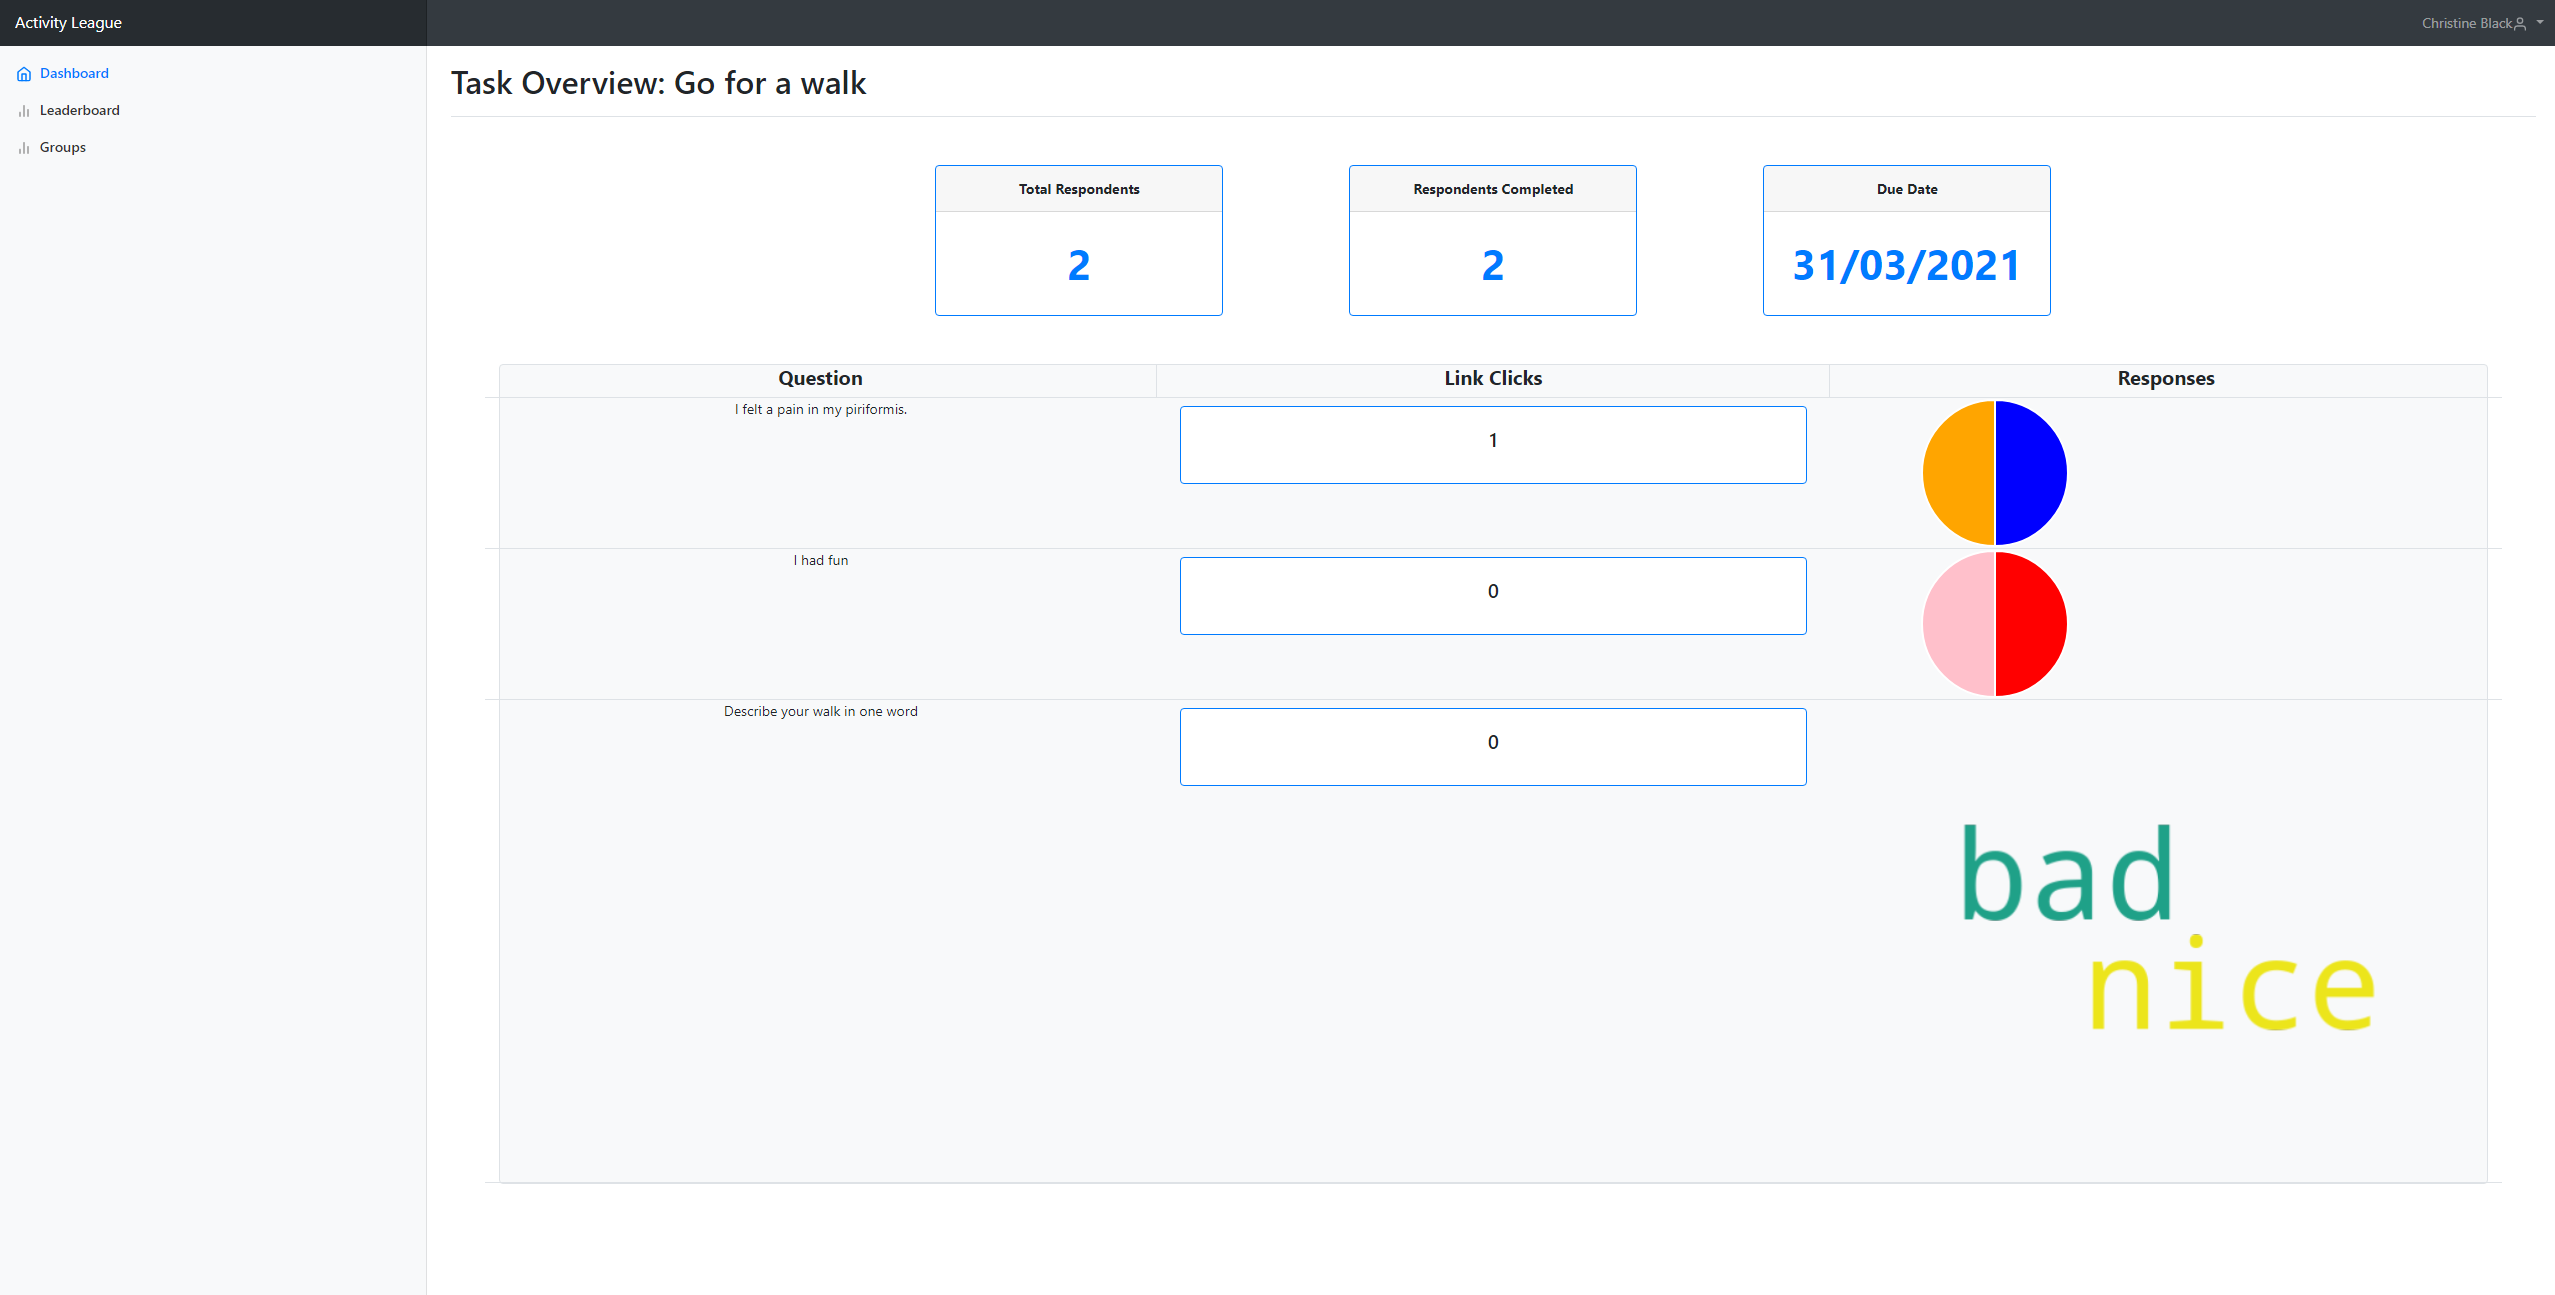 Activity League
Christine Black
Dashboard
Leaderboard
Groups
Task Overview: Go for a walk
Total Respondents
2
Respondents Completed
2
Due Date
31/03/2021
Question Link Clicks Responses
I felt a pain in my piriformis. 1
I had fun 0
Describe your walk in one word 0
bad
nice